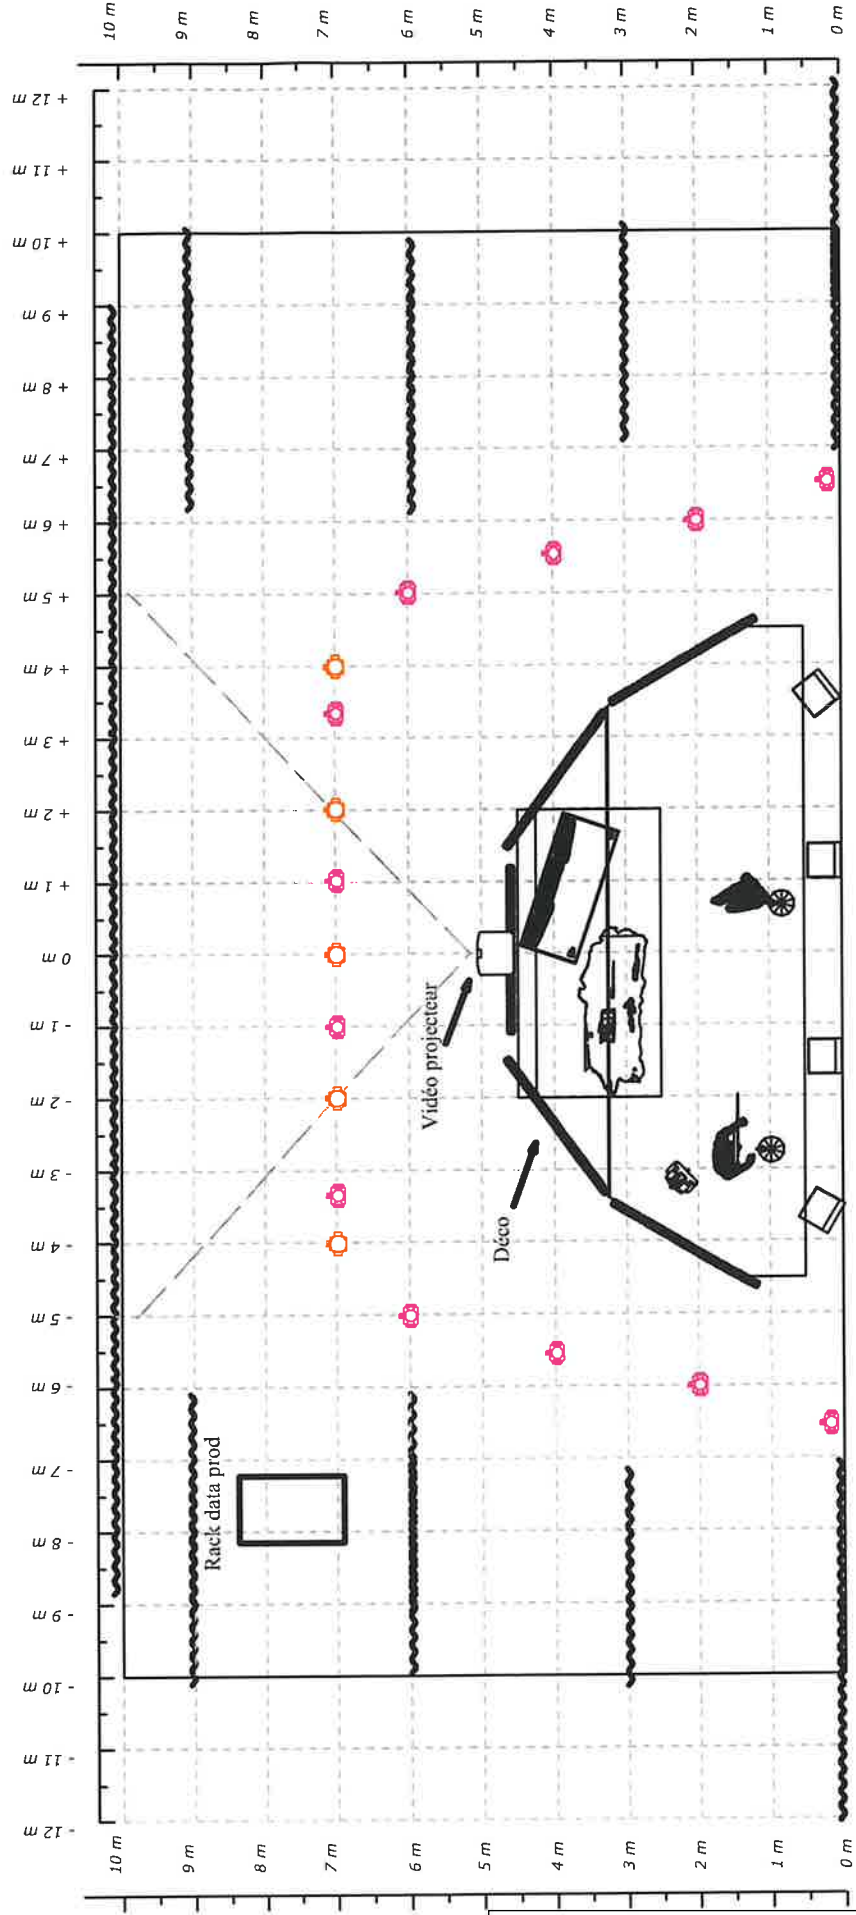 10 m
9 m
8 m
7 m
6 m
5 m
4 m
3 m
2 m
1 m
0 m
+ 12 m
+ 11 m
+ 10 m
+ 9 m
+ 8 m
+ 7 m
+ 6 m
+ 5 m
+ 4 m
+ 3 m
+ 2 m
+ 1 m
0 m
- 1 m
- 2 m
- 3 m
- 4 m
- 5 m
- 6 m
- 7 m
- 8 m
- 9 m
- 10 m
- 11 m
- 12 m
Vidéo projecteur
Déco
Rack data prod
10 m
9 m
8 m
7 m
6 m
5 m
4 m
3 m
2 m
1 m
0 m